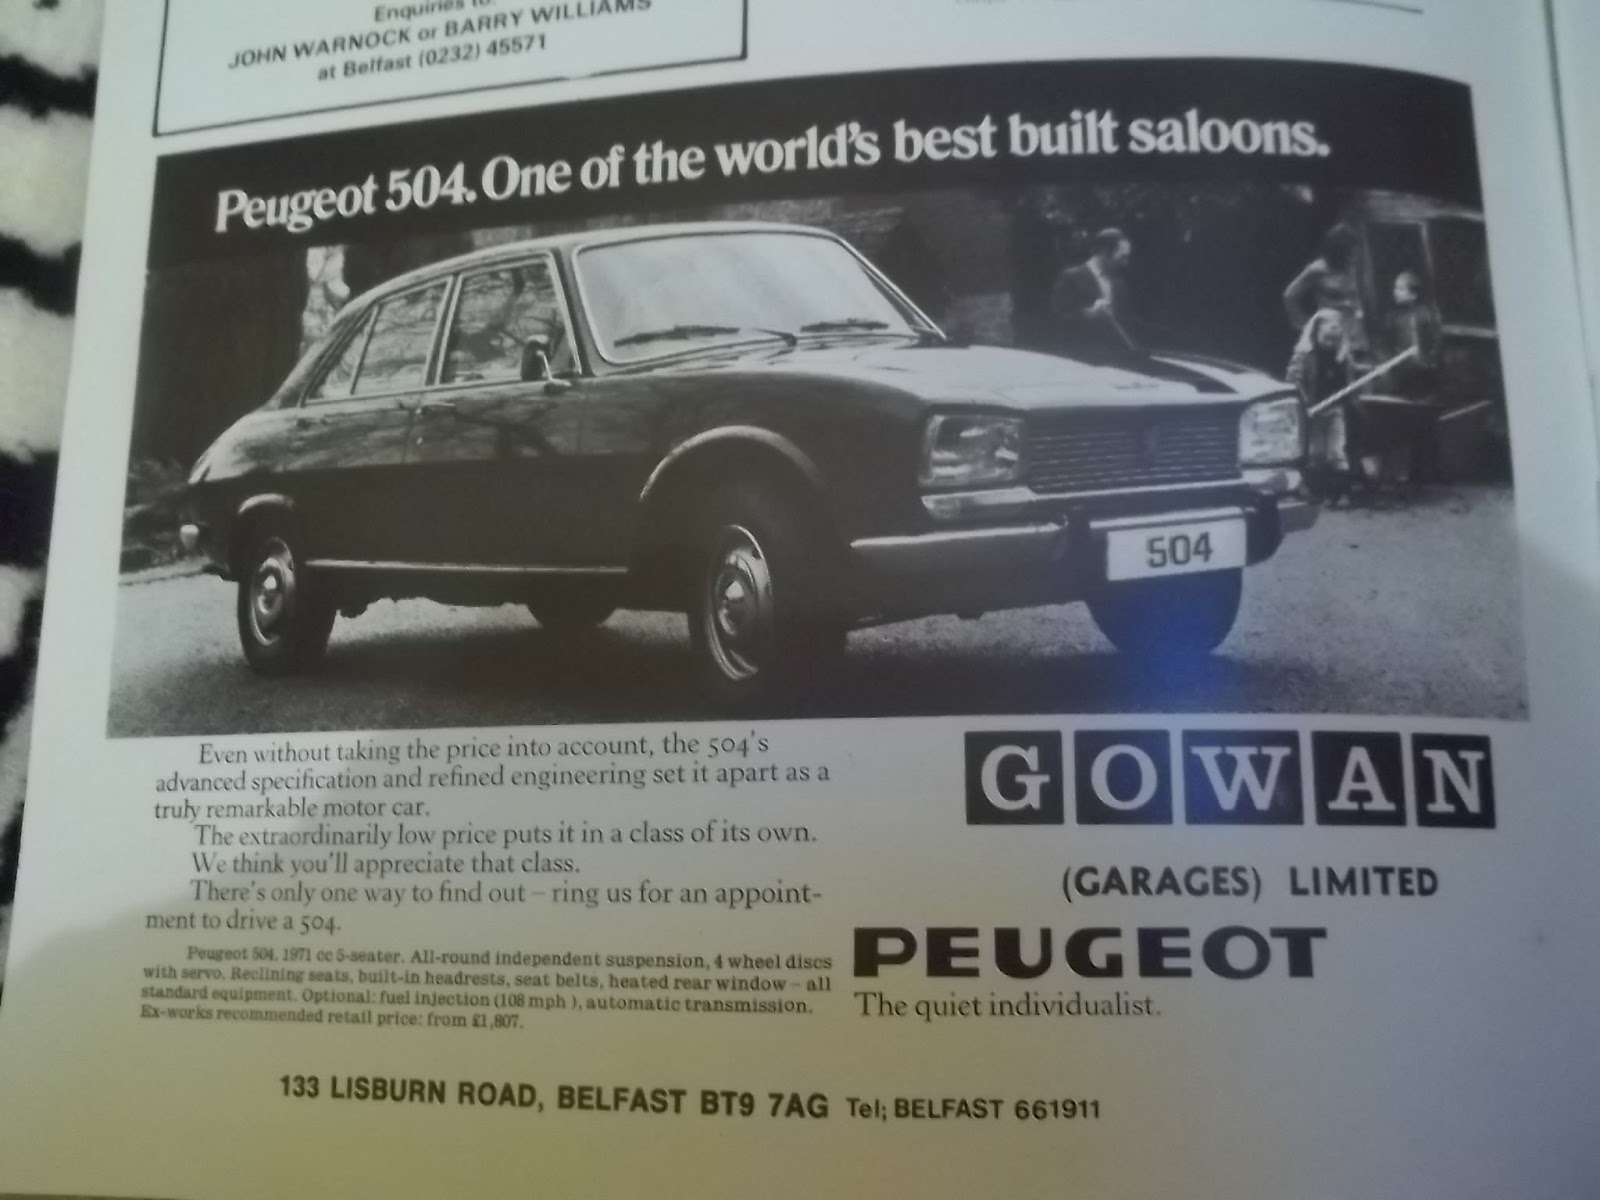 Enquiries to:
JOHN WARNOCK or BARRY WILLIAMS
at Belfast (0232) 45571
Peugeot 504. One of the world's best built saloons.
504
Even without taking the price into account, the 504's
advanced specification and refined engineering set it apart as a
truly remarkable motor car.
The extraordinarily low price puts it in a class of its own.
We think you'll appreciate that class.
There's only one way to find out – ring us for an appoint-
ment to drive a 504.
Peugeot 504. 1971 cc 5-seater. All-round independent suspension, 4 wheel discs
with servo. Reclining seats, built-in headrests, seat belts, heated rear window – all
standard equipment. Optional: fuel injection (108 mph ), automatic transmission.
Ex-works recommended retail price: from £1,807.
GOWAN
(GARAGES) LIMITED
PEUGEOT
The quiet individualist.
133 LISBURN ROAD, BELFAST BT9 7AG Tel; BELFAST 661911